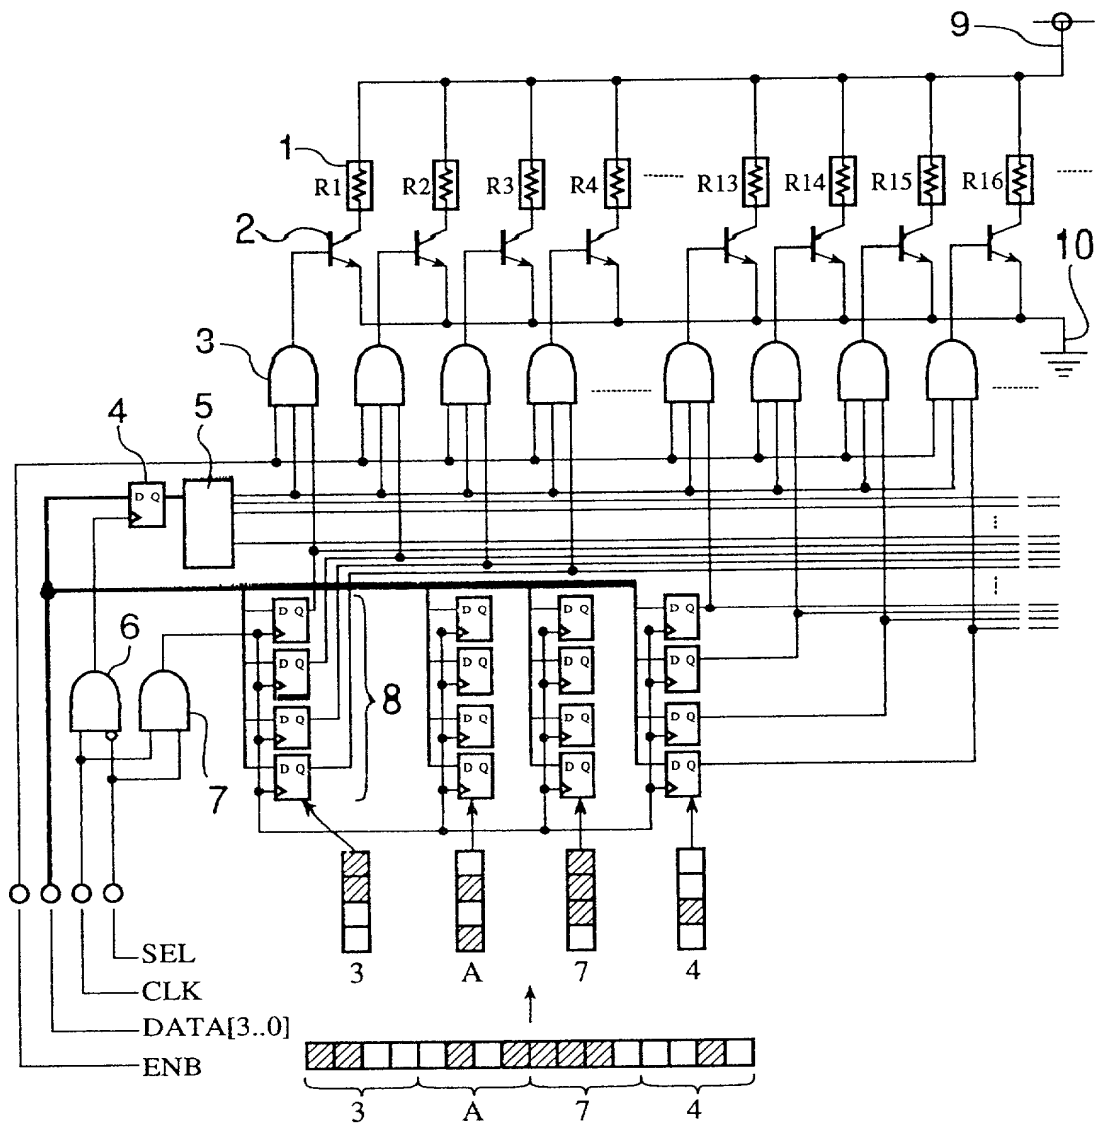 9
1
R1 R2 R3 R4 R13 R14 R15 R16
2
10
3
4 5
D Q
6
D Q D Q D Q D Q
D Q D Q D Q D Q
8
D Q D Q D Q D Q
7
D Q D Q D Q D Q
SEL
3 A 7 4
CLK
DATA[3..0]
ENB
3 A 7 4